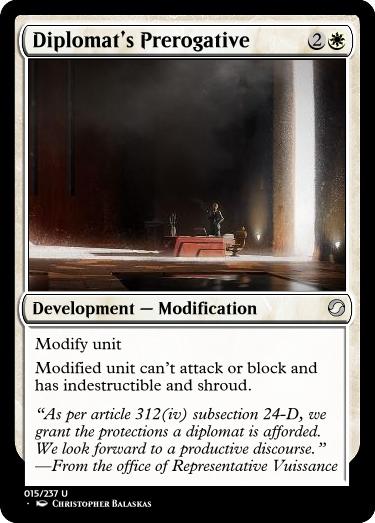 Diplomat's Prerogative 2
Development — Modification
Modify unit
Modified unit can't attack or block and
has indestructible and shroud.
"As per article 312(iv) subsection 24-D, we
grant the protections a diplomat is afforded.
We look forward to a productive discourse."
—From the office of Representative Vuissance
015/237 U
· Christopher Balaskas